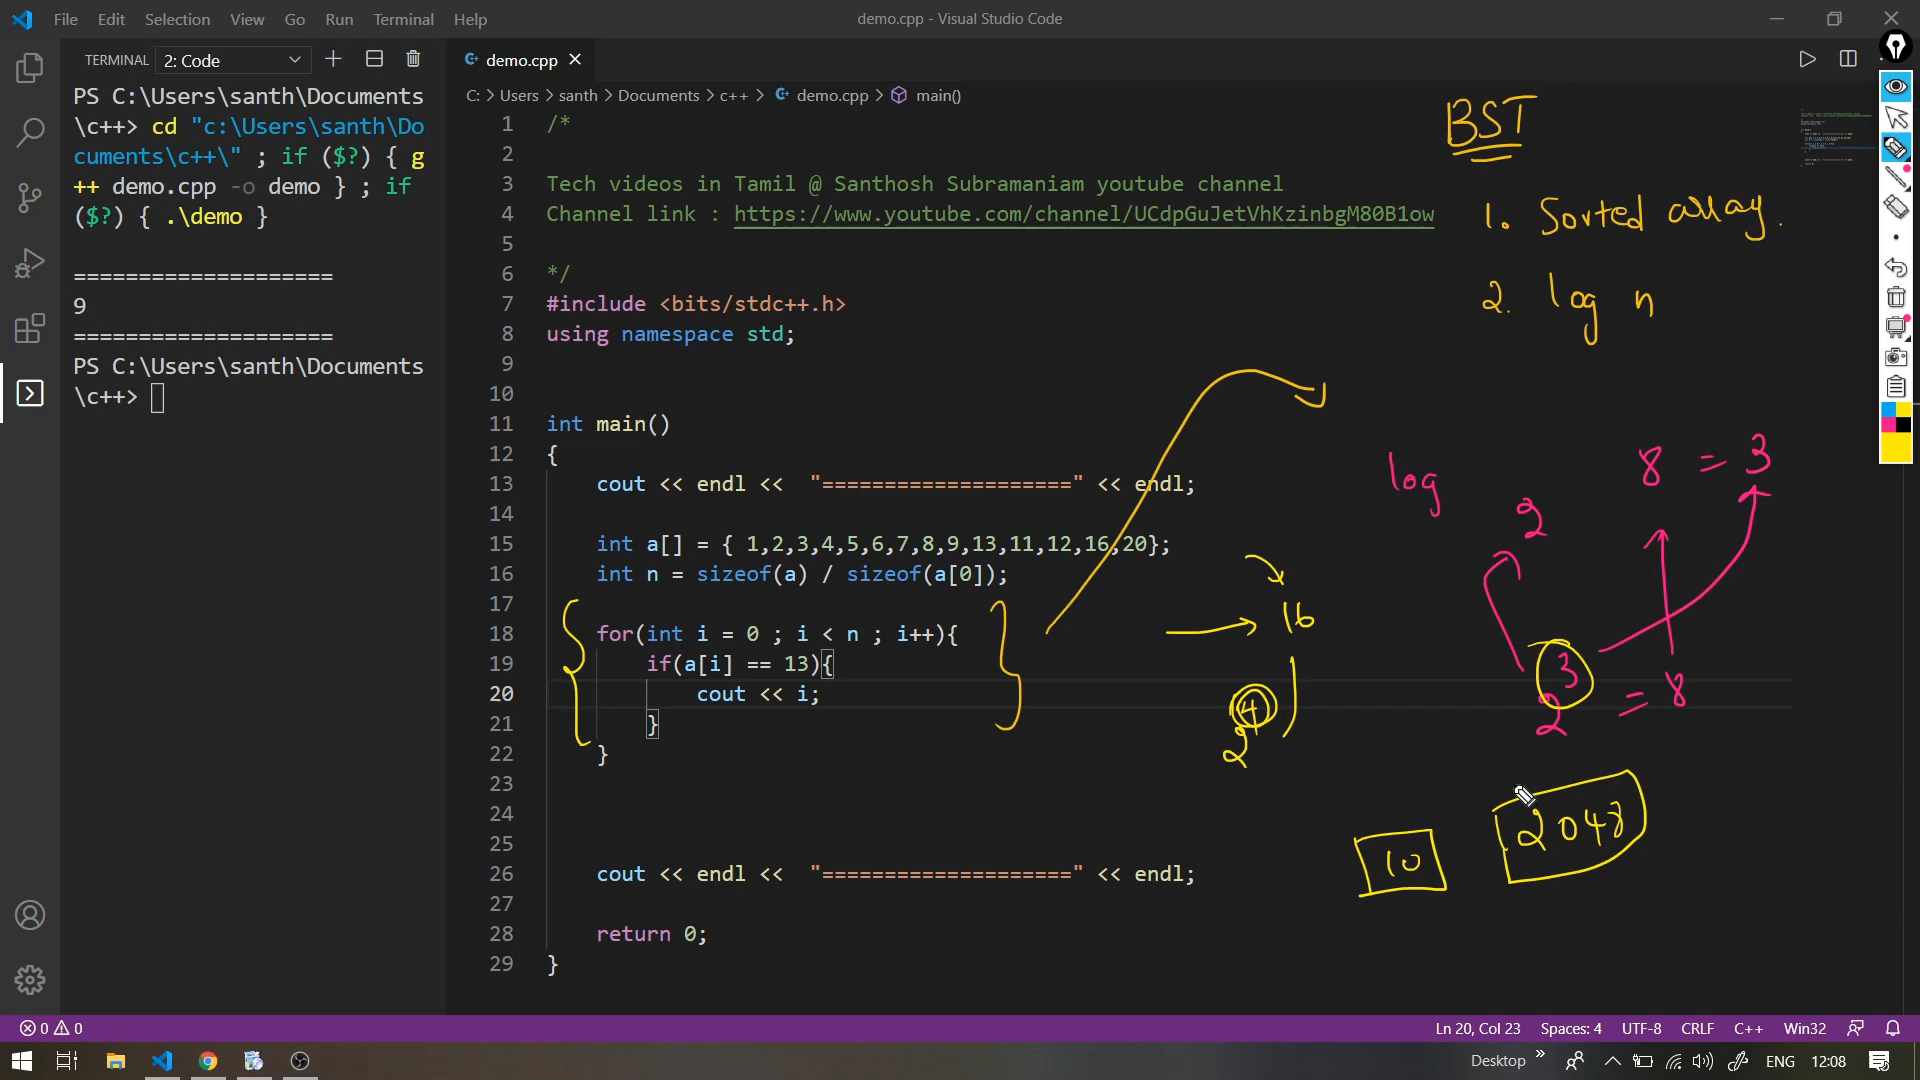 File Edit Selection View Go Run Terminal Help
demo.cpp - Visual Studio Code
TERMINAL 2: Code
PS C:\Users\santh\Documents
\c++> cd "c:\Users\santh\Do
cuments\c++\" ; if ($?) { g
++ demo.cpp -o demo } ; if
($?) { .\demo }
====================
9
====================
PS C:\Users\santh\Documents
\c++>
demo.cpp
C: > Users > santh > Documents > c++ > demo.cpp > main()
1 /*
2
3 Tech videos in Tamil @ Santhosh Subramaniam youtube channel
4 Channel link : https://www.youtube.com/channel/UCdpGuJetVhKzinbgM80B1ow
5
6 */
7 #include <bits/stdc++.h>
8 using namespace std;
9
10
11 int main()
12 {
13 cout << endl << "====================" << endl;
14
15 int a[] = { 1,2,3,4,5,6,7,8,9,13,11,12,16,20};
16 int n = sizeof(a) / sizeof(a[0]);
17
18 for(int i = 0 ; i < n ; i++){
19 if(a[i] == 13){
20 cout << i;
21 }
22 }
23
24
25
26 cout << endl << "====================" << endl;
27
28 return 0;
29 }
BST
1. Sorted array.
2. log n
log 2 8 = 3
16
2 4
2 3 = 8
10
2048
0 0
Ln 20, Col 23 Spaces: 4 UTF-8 CRLF C++ Win32
Desktop ENG 12:08